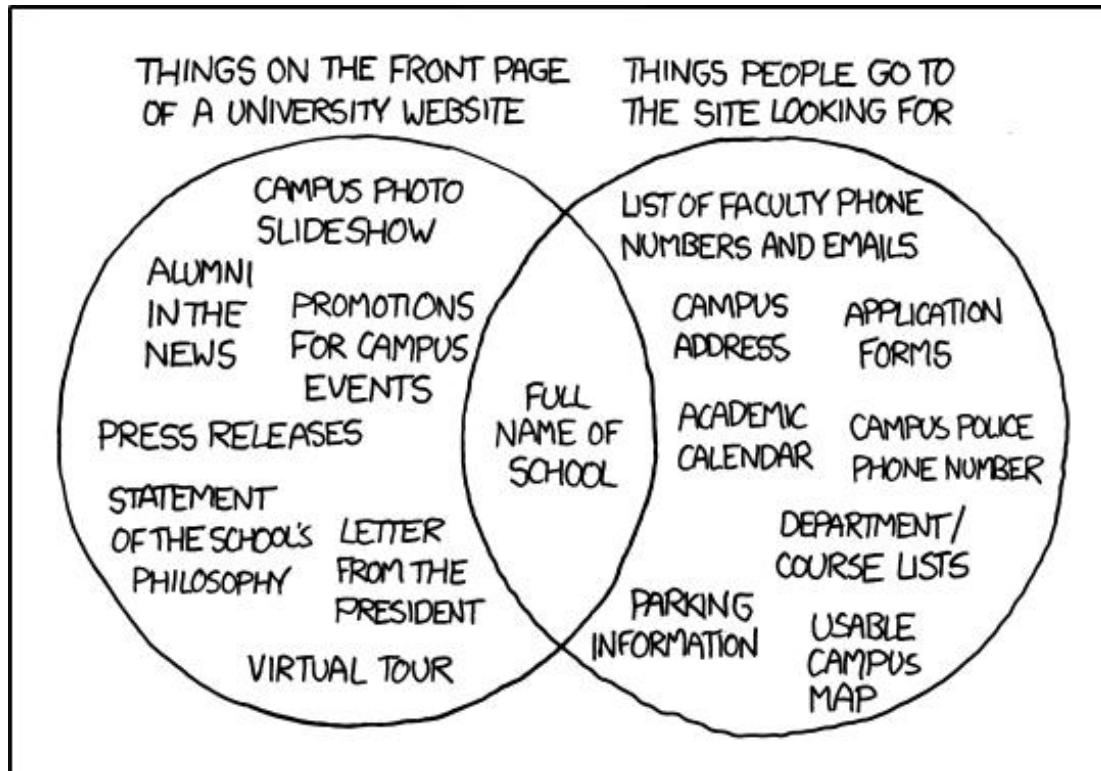 THINGS ON THE FRONT PAGE
OF A UNIVERSITY WEBSITE
THINGS PEOPLE GO TO
THE SITE LOOKING FOR
CAMPUS PHOTO
SLIDESHOW
ALUMNI
IN THE
NEWS
PROMOTIONS
FOR CAMPUS
EVENTS
PRESS RELEASES
STATEMENT
OF THE SCHOOL'S
PHILOSOPHY
LETTER
FROM THE
PRESIDENT
VIRTUAL TOUR
FULL
NAME OF
SCHOOL
LIST OF FACULTY PHONE
NUMBERS AND EMAILS
CAMPUS
ADDRESS
APPLICATION
FORMS
ACADEMIC
CALENDAR
CAMPUS POLICE
PHONE NUMBER
DEPARTMENT/
COURSE LISTS
PARKING
INFORMATION
USABLE
CAMPUS
MAP